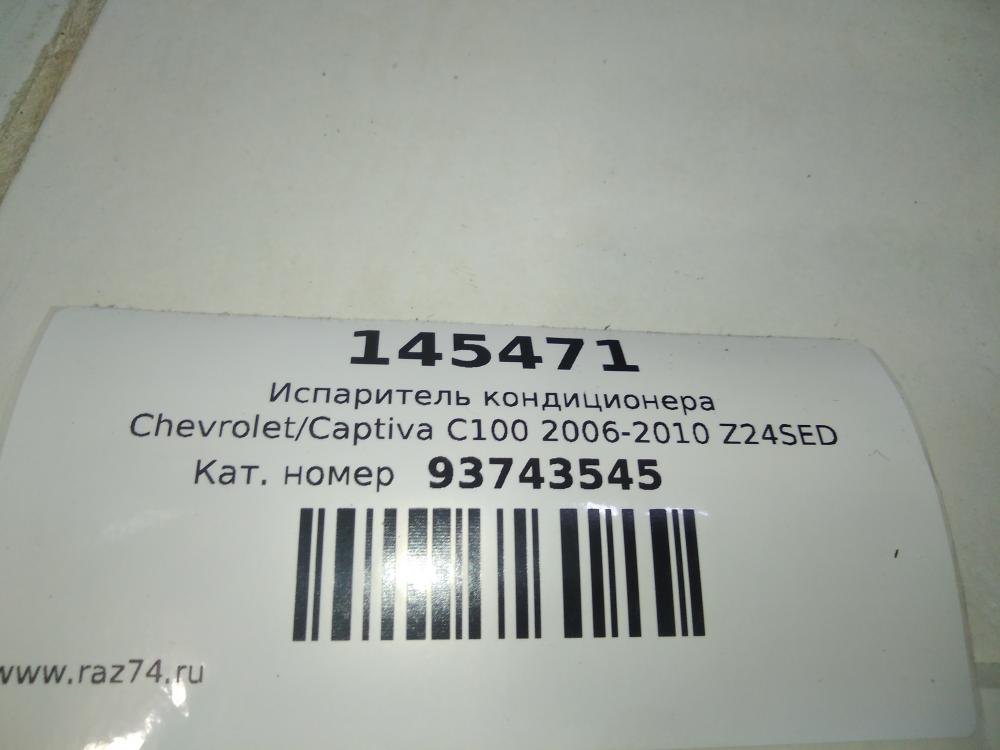 145471
Испаритель кондиционера
Chevrolet/Captiva C100 2006-2010 Z24SED
Кат. номер 93743545
www.raz74.ru